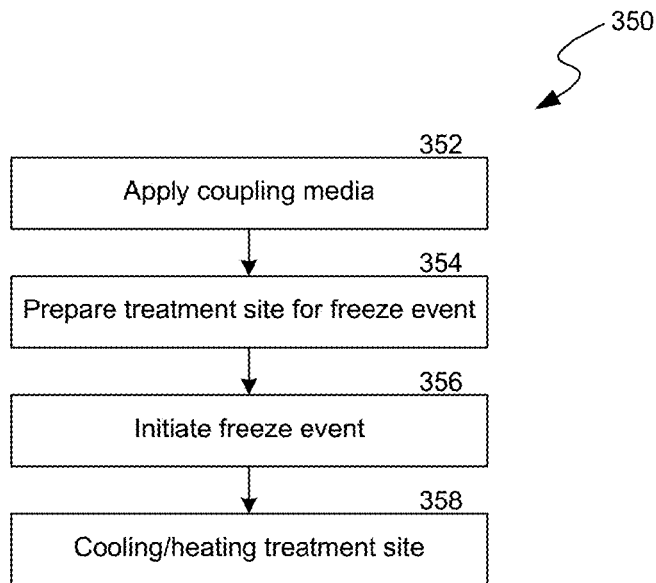 350
352
Apply coupling media
354
Prepare treatment site for freeze event
356
Initiate freeze event
358
Cooling/heating treatment site